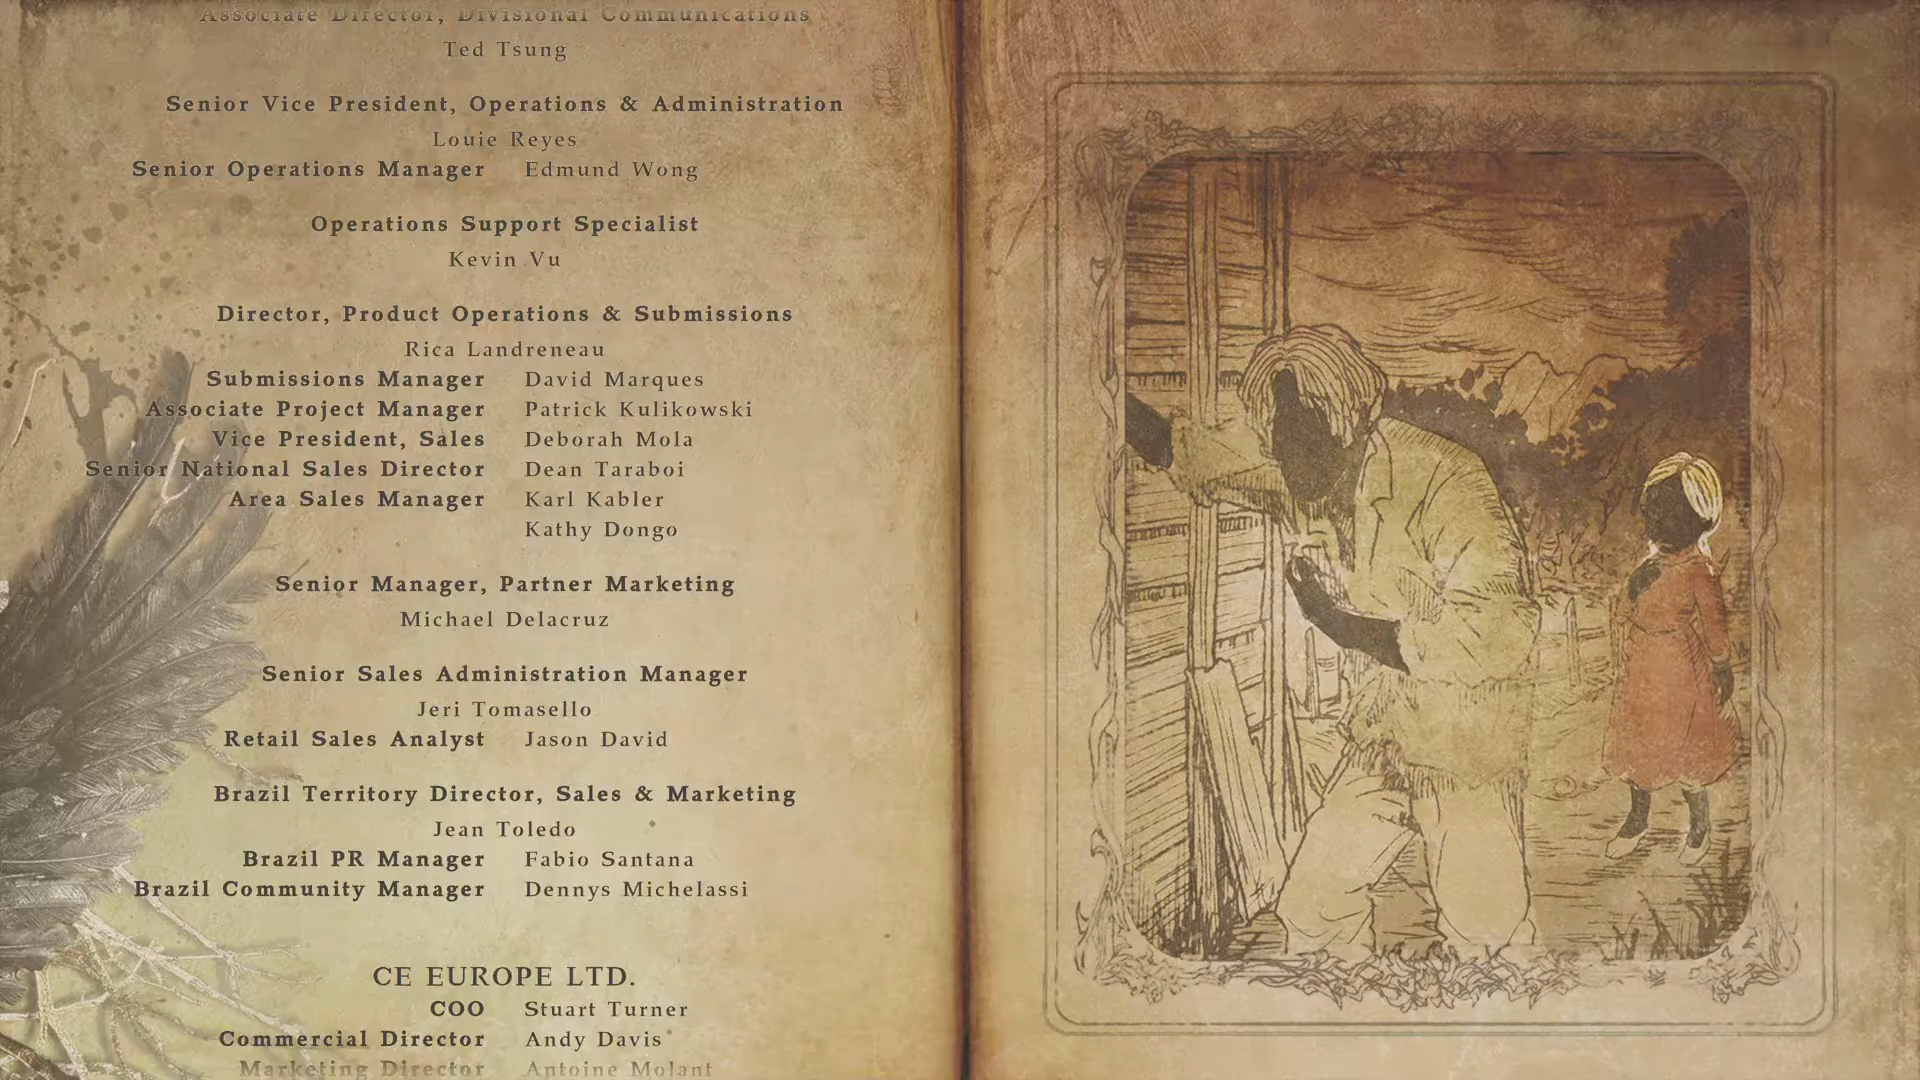 Associate Director, Divisional Communications
Ted Tsung
Senior Vice President, Operations & Administration
Louie Reyes
Senior Operations Manager Edmund Wong
Operations Support Specialist
Kevin Vu
Director, Product Operations & Submissions
Rica Landreneau
Submissions Manager David Marques
Associate Project Manager Patrick Kulikowski
Vice President, Sales Deborah Mola
Senior National Sales Director Dean Taraboi
Area Sales Manager Karl Kabler
Kathy Dongo
Senior Manager, Partner Marketing
Michael Delacruz
Senior Sales Administration Manager
Jeri Tomasello
Retail Sales Analyst Jason David
Brazil Territory Director, Sales & Marketing
Jean Toledo
Brazil PR Manager Fabio Santana
Brazil Community Manager Dennys Michelassi
CE EUROPE LTD.
COO Stuart Turner
Commercial Director Andy Davis
Marketing Director Antoine Molant